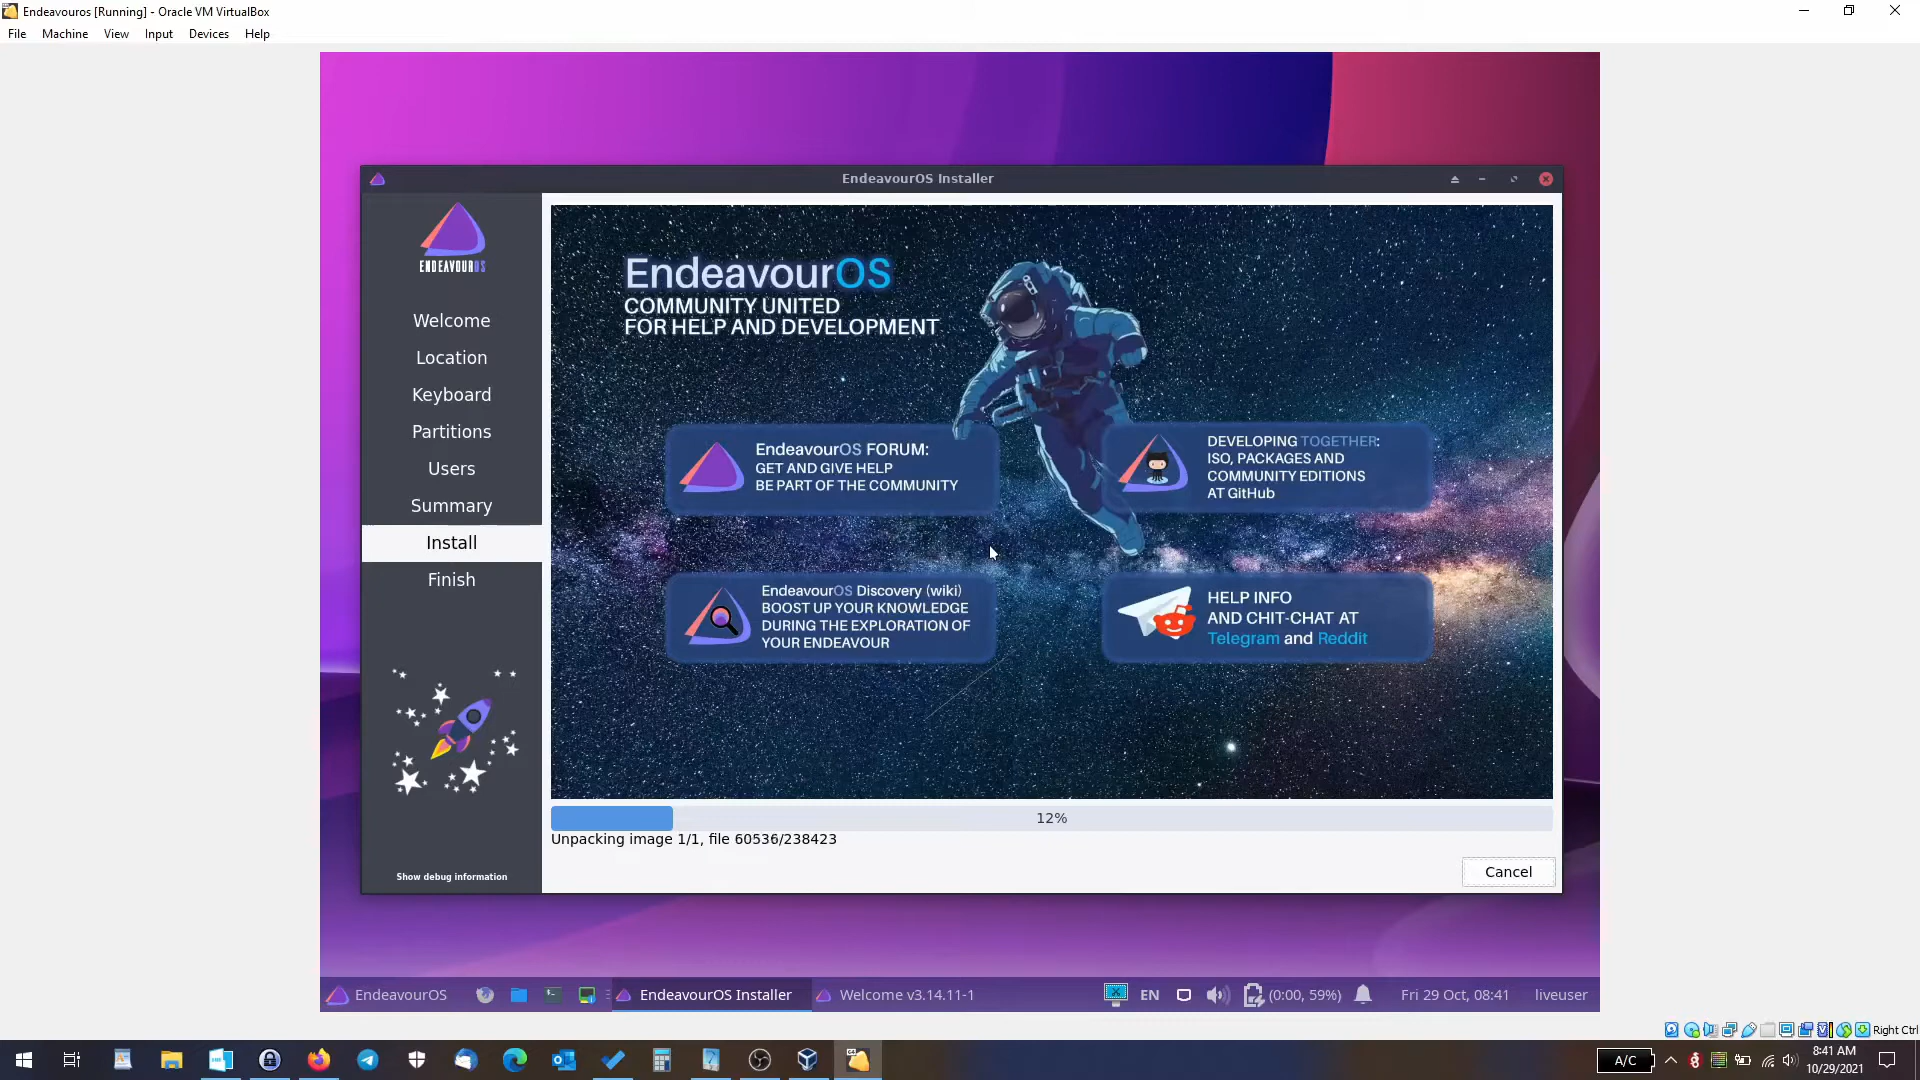 Endeavouros [Running] - Oracle VM VirtualBox
File Machine View Input Devices Help
EndeavourOS Installer
ENDEAVOUROS
Welcome
Location
Keyboard
Partitions
Users
Summary
Install
Finish
Show debug information
EndeavourOS
COMMUNITY UNITED
FOR HELP AND DEVELOPMENT
EndeavourOS FORUM:
GET AND GIVE HELP
BE PART OF THE COMMUNITY
DEVELOPING TOGETHER:
ISO, PACKAGES AND
COMMUNITY EDITIONS
AT GitHub
EndeavourOS Discovery (wiki)
BOOST UP YOUR KNOWLEDGE
DURING THE EXPLORATION OF
YOUR ENDEAVOUR
HELP INFO
AND CHIT-CHAT AT
Telegram and Reddit
12%
Unpacking image 1/1, file 60536/238423
Cancel
EndeavourOS EndeavourOS Installer Welcome v3.14.11-1 EN (0:00, 59%) Fri 29 Oct, 08:41 liveuser
Right Ctrl
A/C
8:41 AM
10/29/2021